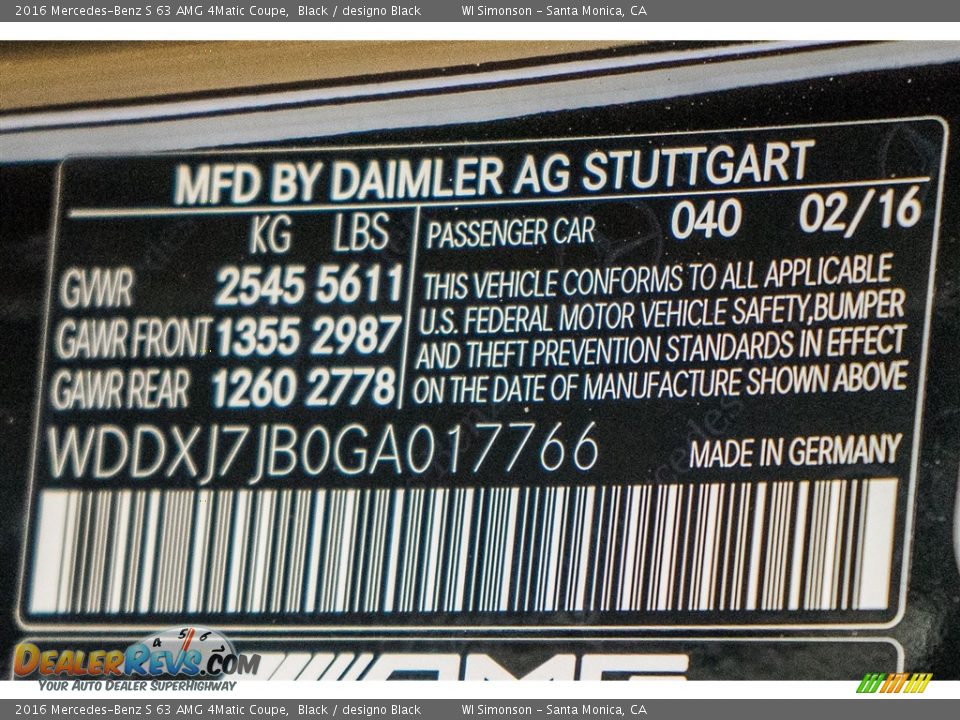 2016 Mercedes-Benz S 63 AMG 4Matic Coupe, Black / designo Black WI Simonson - Santa Monica, CA
MFD BY DAIMLER AG STUTTGART
KG LBS
GVWR 2545 5611
GAWR FRONT 1355 2987
GAWR REAR 1260 2778
PASSENGER CAR 040 02/16
THIS VEHICLE CONFORMS TO ALL APPLICABLE
U.S. FEDERAL MOTOR VEHICLE SAFETY,BUMPER
AND THEFT PREVENTION STANDARDS IN EFFECT
ON THE DATE OF MANUFACTURE SHOWN ABOVE
WDDXJ7JB0GA017766 MADE IN GERMANY
AMG
4 5 6
DEALERREVS.COM
YOUR AUTO DEALER SUPERHIGHWAY
2016 Mercedes-Benz S 63 AMG 4Matic Coupe, Black / designo Black WI Simonson - Santa Monica, CA